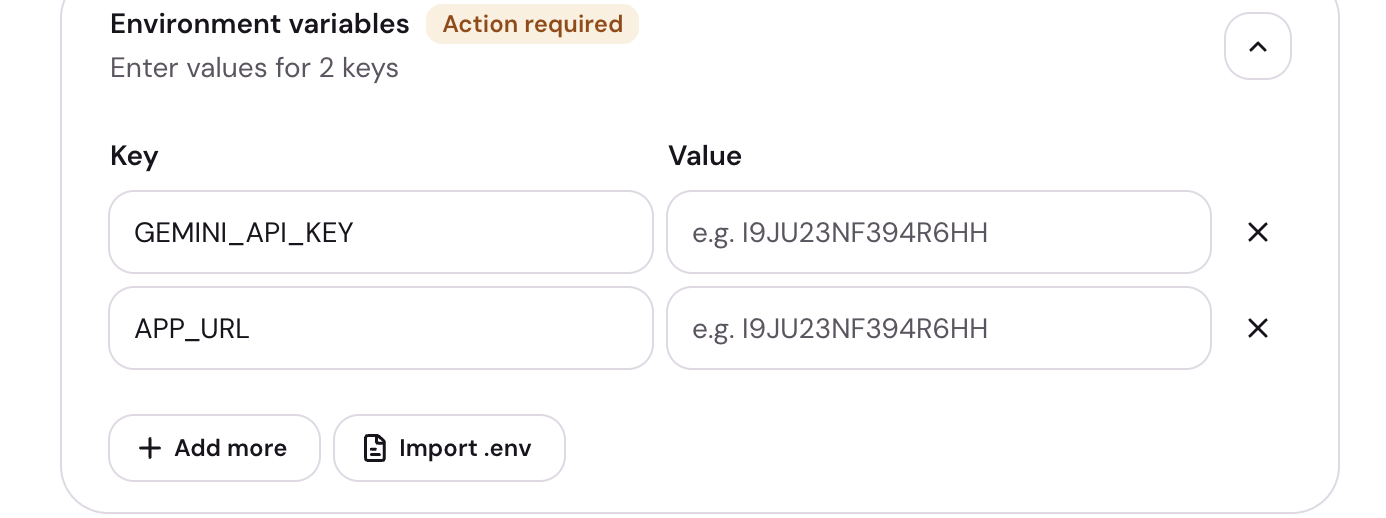 Environment variables Action required
Enter values for 2 keys
Key Value
GEMINI_API_KEY e.g. I9JU23NF394R6HH
APP_URL e.g. I9JU23NF394R6HH
Add more Import .env